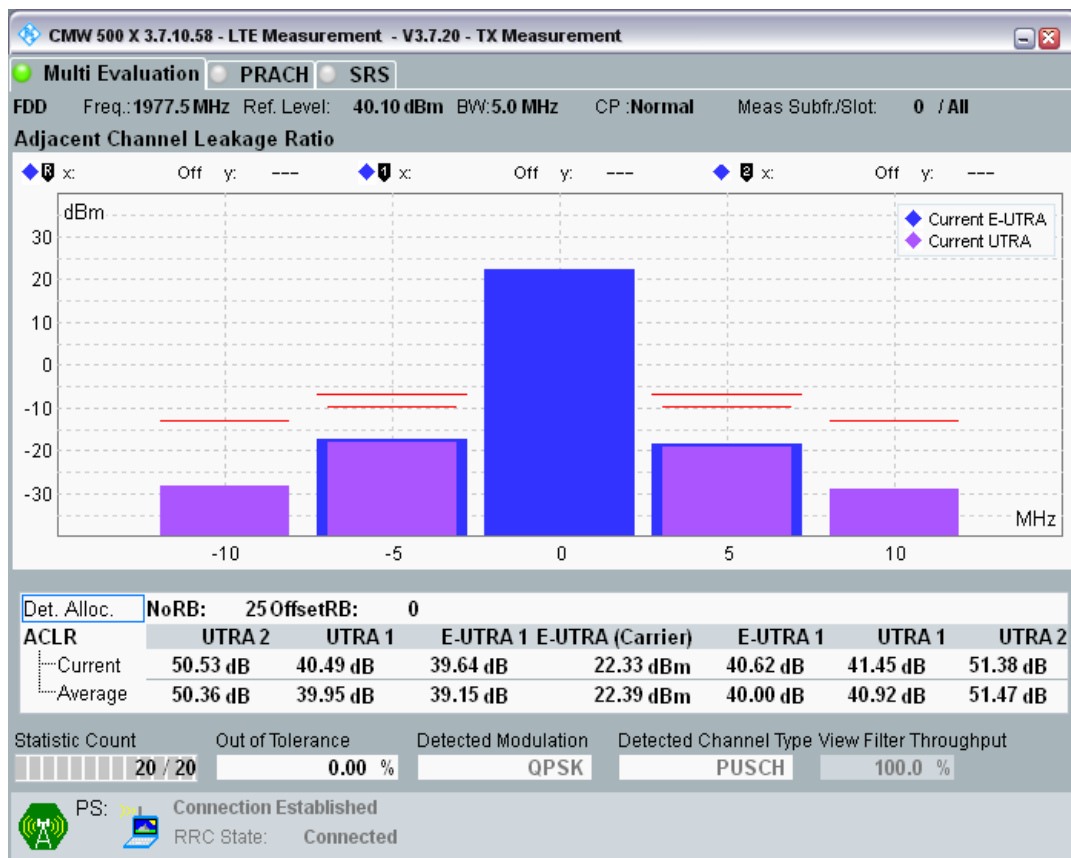 CMW 500 X 3.7.10.58 - LTE Measurement - V3.7.20 - TX Measurement
Multi Evaluation PRACH SRS
FDD Freq.:1977.5 MHz Ref. Level: 40.10 dBm BW:5.0 MHz CP :Normal Meas Subfr./Slot: 0 / All
Adjacent Channel Leakage Ratio
R x: Off y: --- 1 x: Off y: --- 2 x: Off y: ---
dBm
Current E-UTRA
Current UTRA
30
20
10
0
-10
-20
-30
MHz
-10 -5 0 5 10
Det. Alloc. NoRB: 25 OffsetRB: 0
ACLR UTRA 2 UTRA 1 E-UTRA 1 E-UTRA (Carrier) E-UTRA 1 UTRA 1 UTRA 2
Current 50.53 dB 40.49 dB 39.64 dB 22.33 dBm 40.62 dB 41.45 dB 51.38 dB
Average 50.36 dB 39.95 dB 39.15 dB 22.39 dBm 40.00 dB 40.92 dB 51.47 dB
Statistic Count Out of Tolerance Detected Modulation Detected Channel Type View Filter Throughput
20 / 20 0.00 % QPSK PUSCH 100.0 %
PS: Connection Established
RRC State: Connected